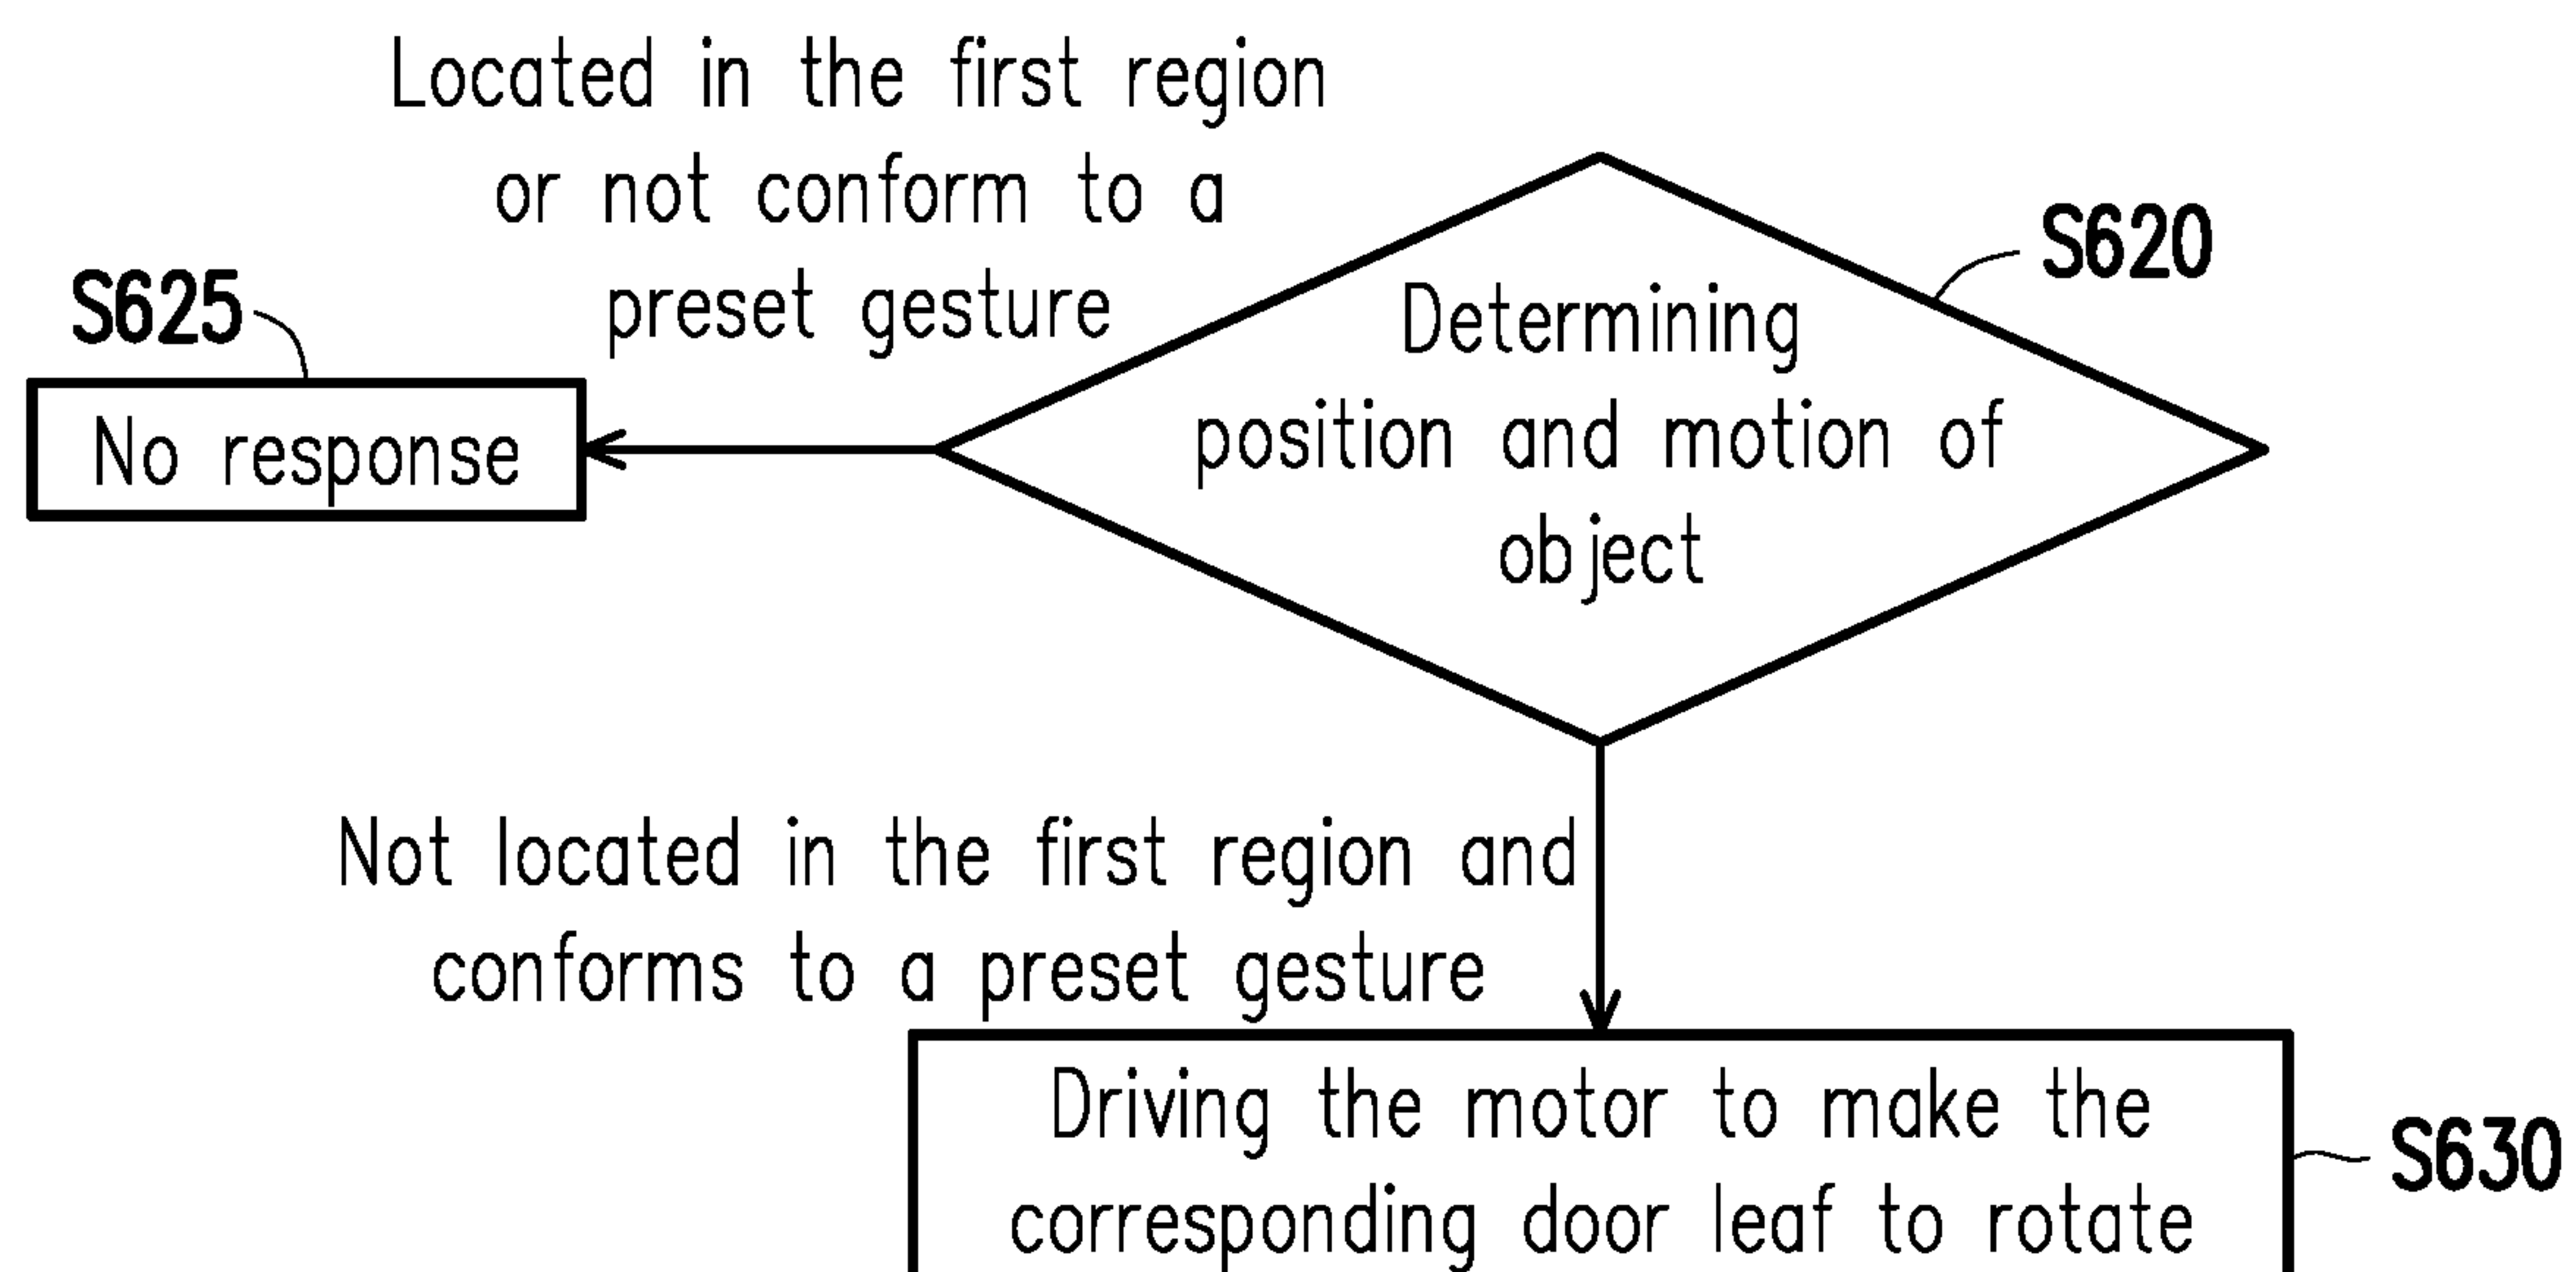 Located in the first region
or not conform to a
preset gesture
S625
No response
S620
Determining
position and motion of
object
Not located in the first region and
conforms to a preset gesture
Driving the motor to make the
corresponding door leaf to rotate
S630